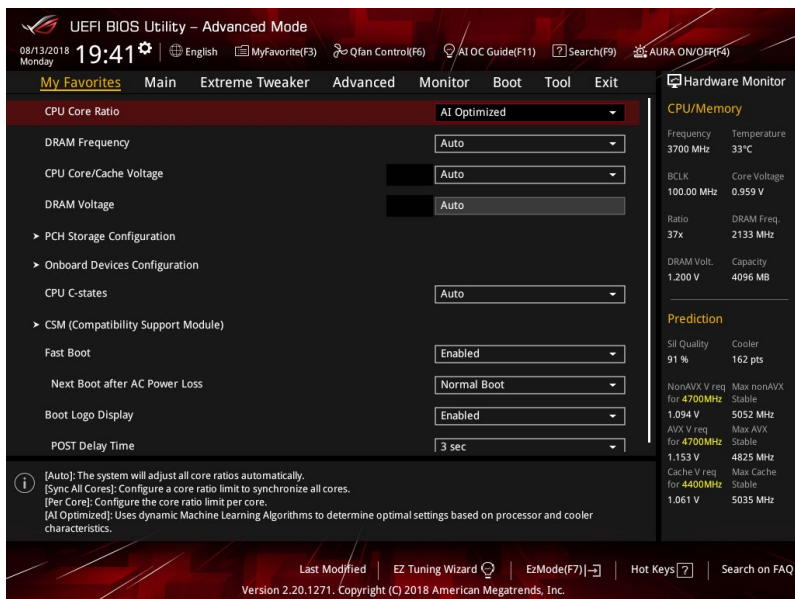 UEFI BIOS Utility – Advanced Mode
08/13/2018 Monday 19:41 English MyFavorite(F3) Qfan Control(F6) AI OC Guide(F11) Search(F9) AURA ON/OFF(F4)
My Favorites Main Extreme Tweaker Advanced Monitor Boot Tool Exit
CPU Core Ratio AI Optimized
DRAM Frequency Auto
CPU Core/Cache Voltage Auto
DRAM Voltage Auto
> PCH Storage Configuration
> Onboard Devices Configuration
CPU C-states Auto
> CSM (Compatibility Support Module)
Fast Boot Enabled
Next Boot after AC Power Loss Normal Boot
Boot Logo Display Enabled
POST Delay Time 3 sec
[Auto]: The system will adjust all core ratios automatically.
[Sync All Cores]: Configure a core ratio limit to synchronize all cores.
[Per Core]: Configure the core ratio limit per core.
[AI Optimized]: Uses dynamic Machine Learning Algorithms to determine optimal settings based on processor and cooler
characteristics.
Hardware Monitor
CPU/Memory
Frequency Temperature
3700 MHz 33°C
BCLK Core Voltage
100.00 MHz 0.959 V
Ratio DRAM Freq.
37x 2133 MHz
DRAM Volt. Capacity
1.200 V 4096 MB
Prediction
Sil Quality Cooler
91 % 162 pts
NonAVX V req Max nonAVX
for 4700MHz Stable
1.094 V 5052 MHz
AVX V req Max AVX
for 4700MHz Stable
1.153 V 4825 MHz
Cache V req Max Cache
for 4400MHz Stable
1.061 V 5035 MHz
Last Modified EZ Tuning Wizard EzMode(F7) Hot Keys ? Search on FAQ
Version 2.20.1271. Copyright (C) 2018 American Megatrends, Inc.